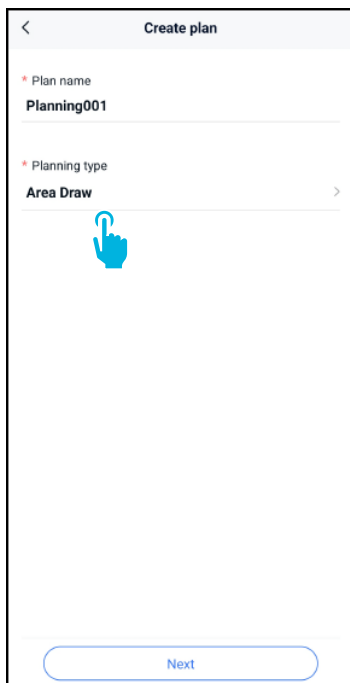 Create plan
* Plan name
Planning001
* Planning type
Area Draw
Next